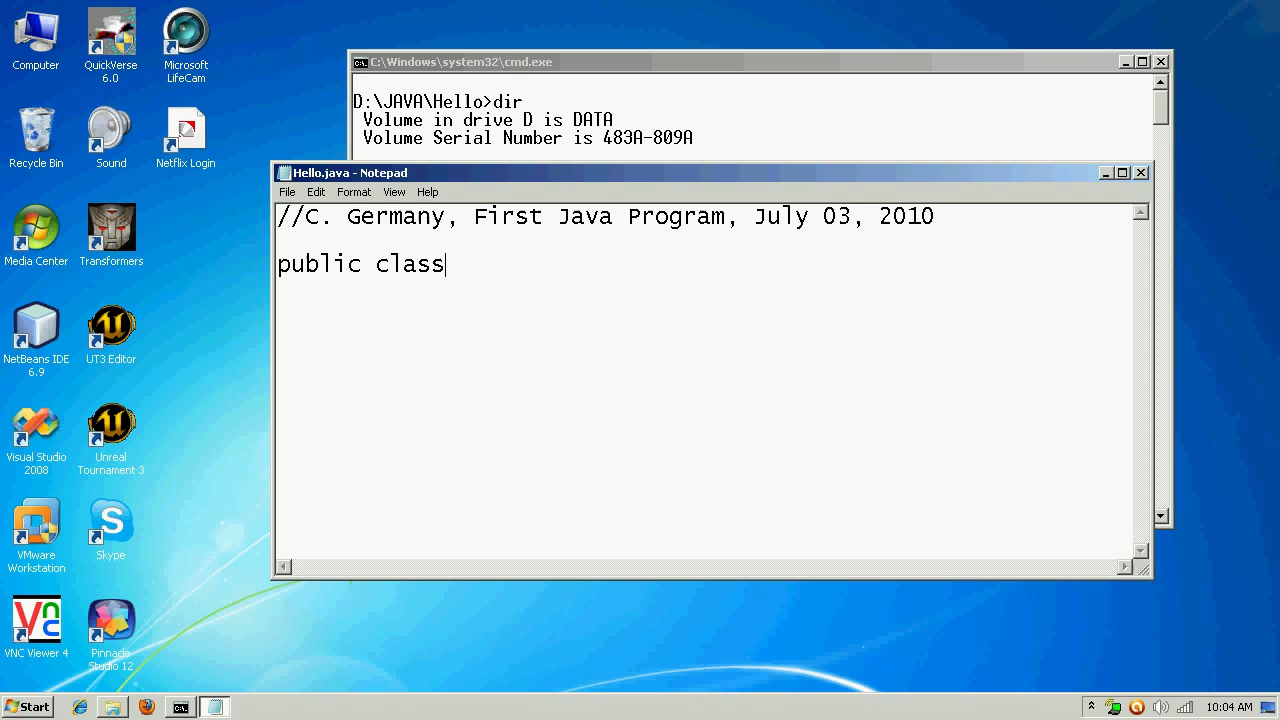 Computer
QuickVerse 6.0
Microsoft LifeCam
Recycle Bin
Sound
Netflix Login
Media Center
Transformers
NetBeans IDE 6.9
UT3 Editor
Visual Studio 2008
Unreal Tournament 3
VMware Workstation
Skype
VNC Viewer 4
Pinnacle Studio 12
C:\Windows\system32\cmd.exe
D:\JAVA\Hello>dir
Volume in drive D is DATA
Volume Serial Number is 483A-809A
Hello.java - Notepad
File Edit Format View Help
//C. Germany, First Java Program, July 03, 2010
public class
Start
10:04 AM